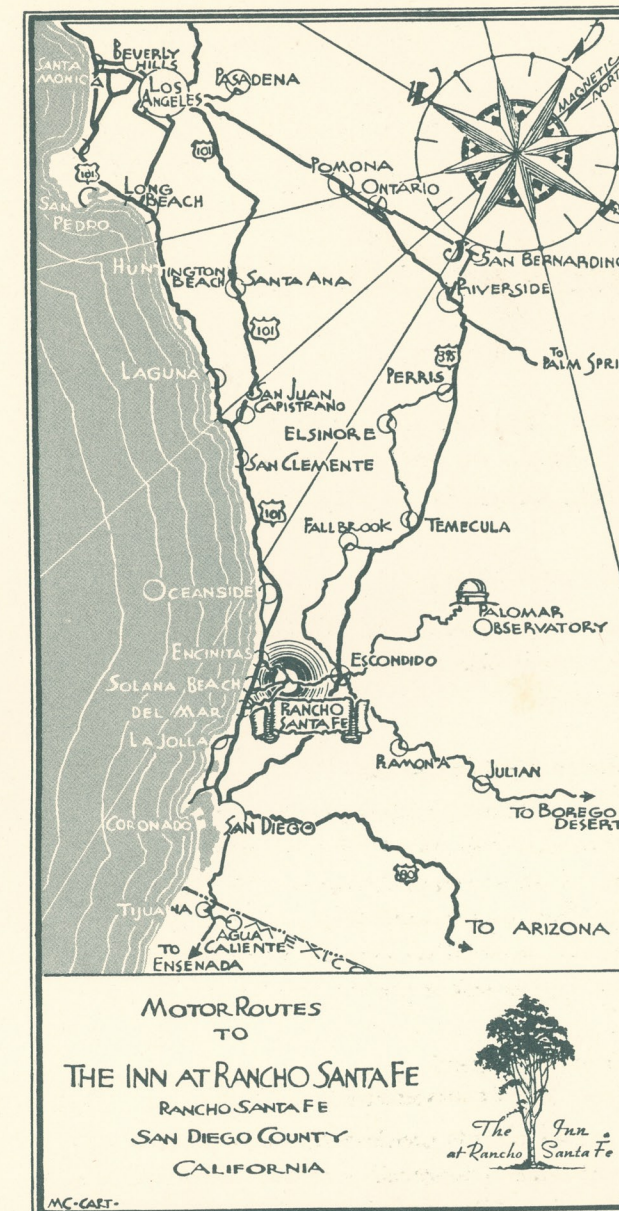 BEVERLY
HILLS
SANTA
MONICA
LOS
ANGELES
PASADENA
MAGNETIC
NORTH
101
101
POMONA
ONTARIO
LONG
BEACH
SAN
PEDRO
SAN BERNARDINO
HUNTINGTON
BEACH
SANTA ANA
RIVERSIDE
101
395
TO
PALM SPRI
LAGUNA
PERRIS
SAN JUAN
CAPISTRANO
ELSINORE
SAN CLEMENTE
101
FALLBROOK
TEMECULA
OCEANSIDE
PALOMAR
OBSERVATORY
ENCINITAS
ESCONDIDO
SOLANA BEACH
DEL MAR
RANCHO
SANTA FE
LA JOLLA
RAMONA
JULIAN
TO BOREGO
DESERT
CORONADO
SAN DIEGO
80
TIJUANA
AGUA
CALIENTE
MEXICO
TO
ENSENADA
TO ARIZONA
MOTOR ROUTES
TO
THE INN AT RANCHO SANTA FE
RANCHO SANTA FE
SAN DIEGO COUNTY
CALIFORNIA
The Inn
at Rancho Santa Fe
MC-CART-